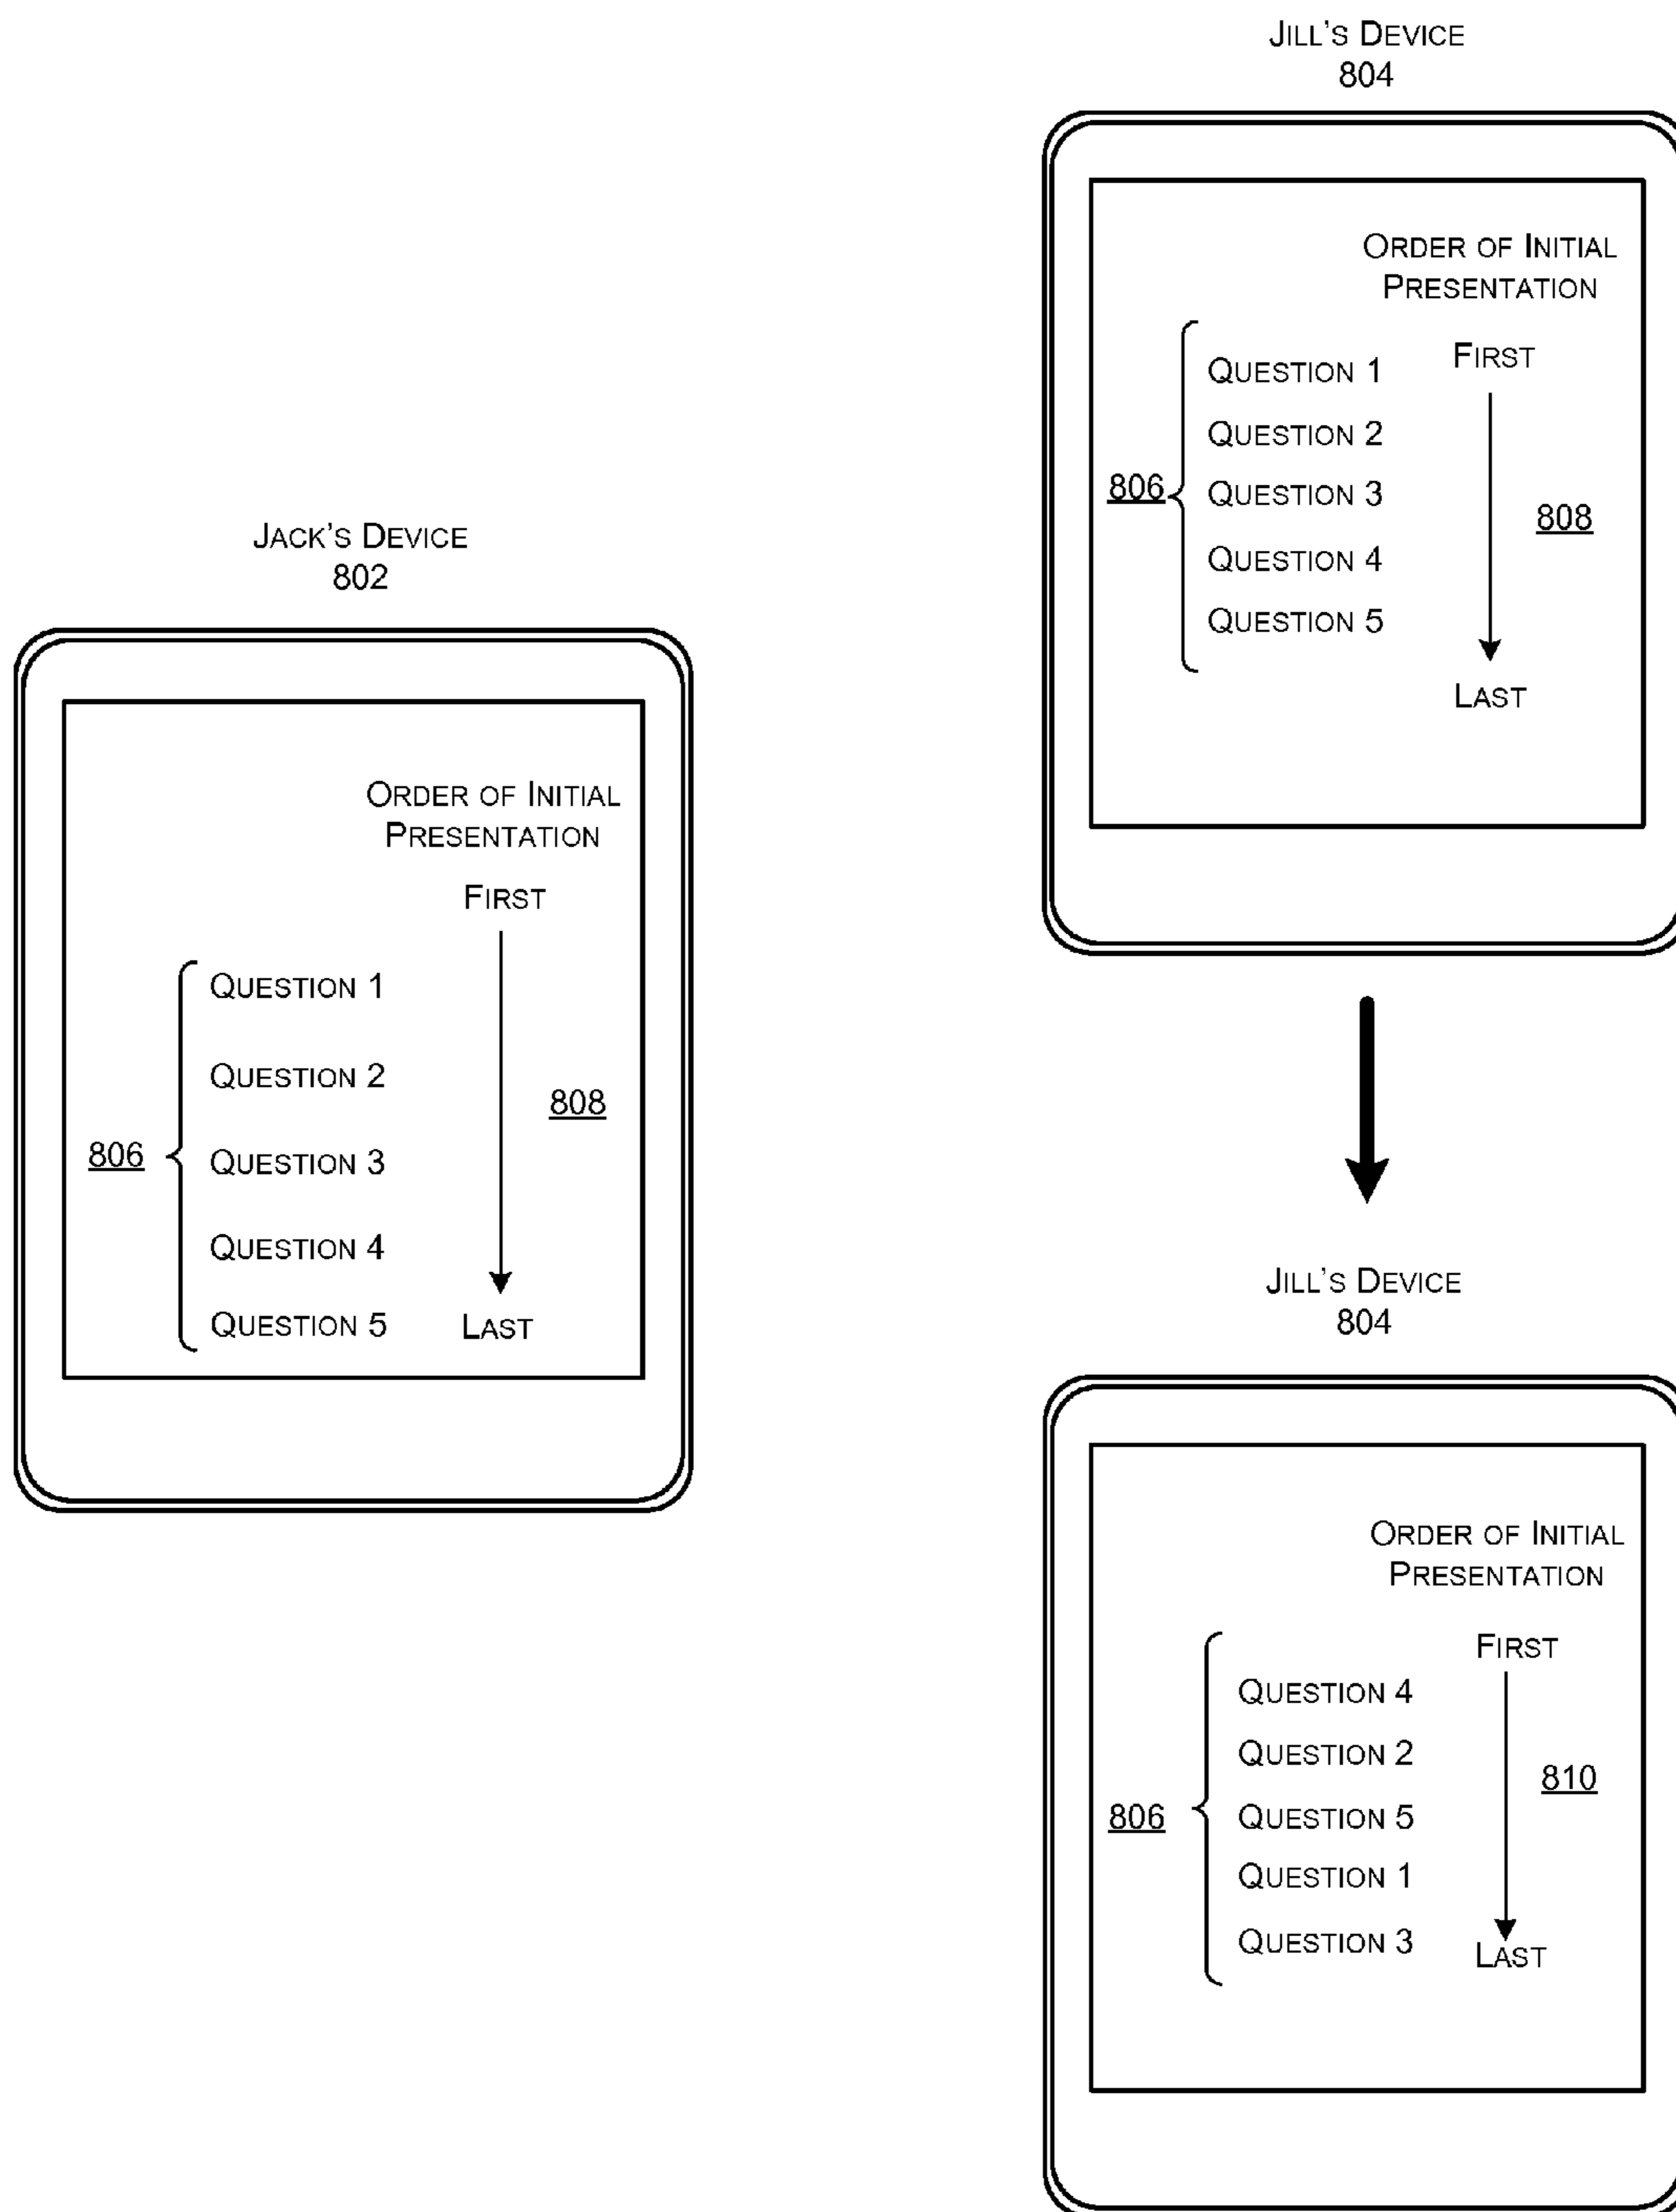 Jack's Device
802
Order of Initial
Presentation
First
Question 1
Question 2
808
806
Question 3
Question 4
Question 5
Last
Jill's Device
804
Order of Initial
Presentation
First
Question 1
Question 2
806
Question 3
808
Question 4
Question 5
Last
Jill's Device
804
Order of Initial
Presentation
First
Question 4
Question 2
810
806
Question 5
Question 1
Question 3
Last